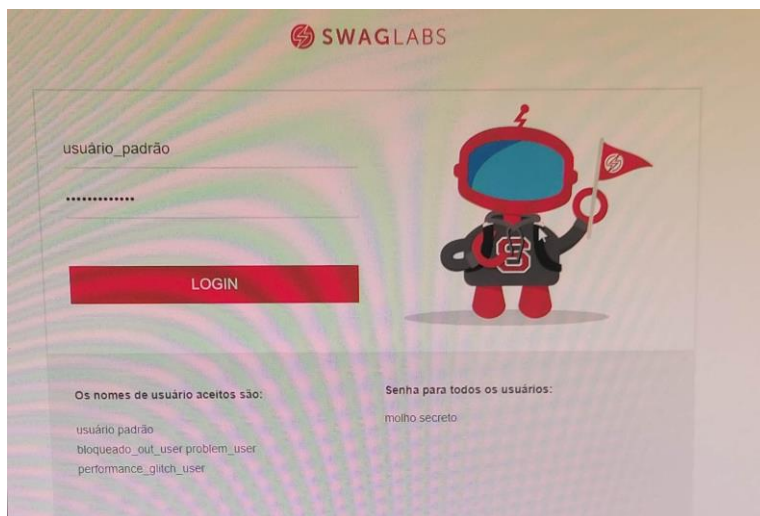 SWAGLABS
usuário_padrão
•••••••••••••
LOGIN
Os nomes de usuário aceitos são:
usuário padrão
bloqueado_out_user problem_user
performance_glitch_user
Senha para todos os usuários:
molho secreto